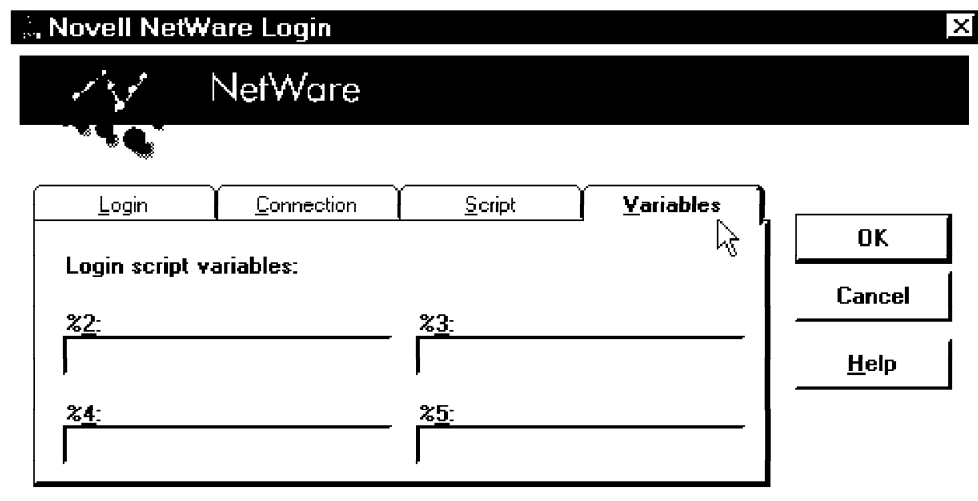 Novell NetWare Login
NetWare
Login Connection Script Variables
OK
Login script variables:
Cancel
%2: %3:
Help
%4: %5: